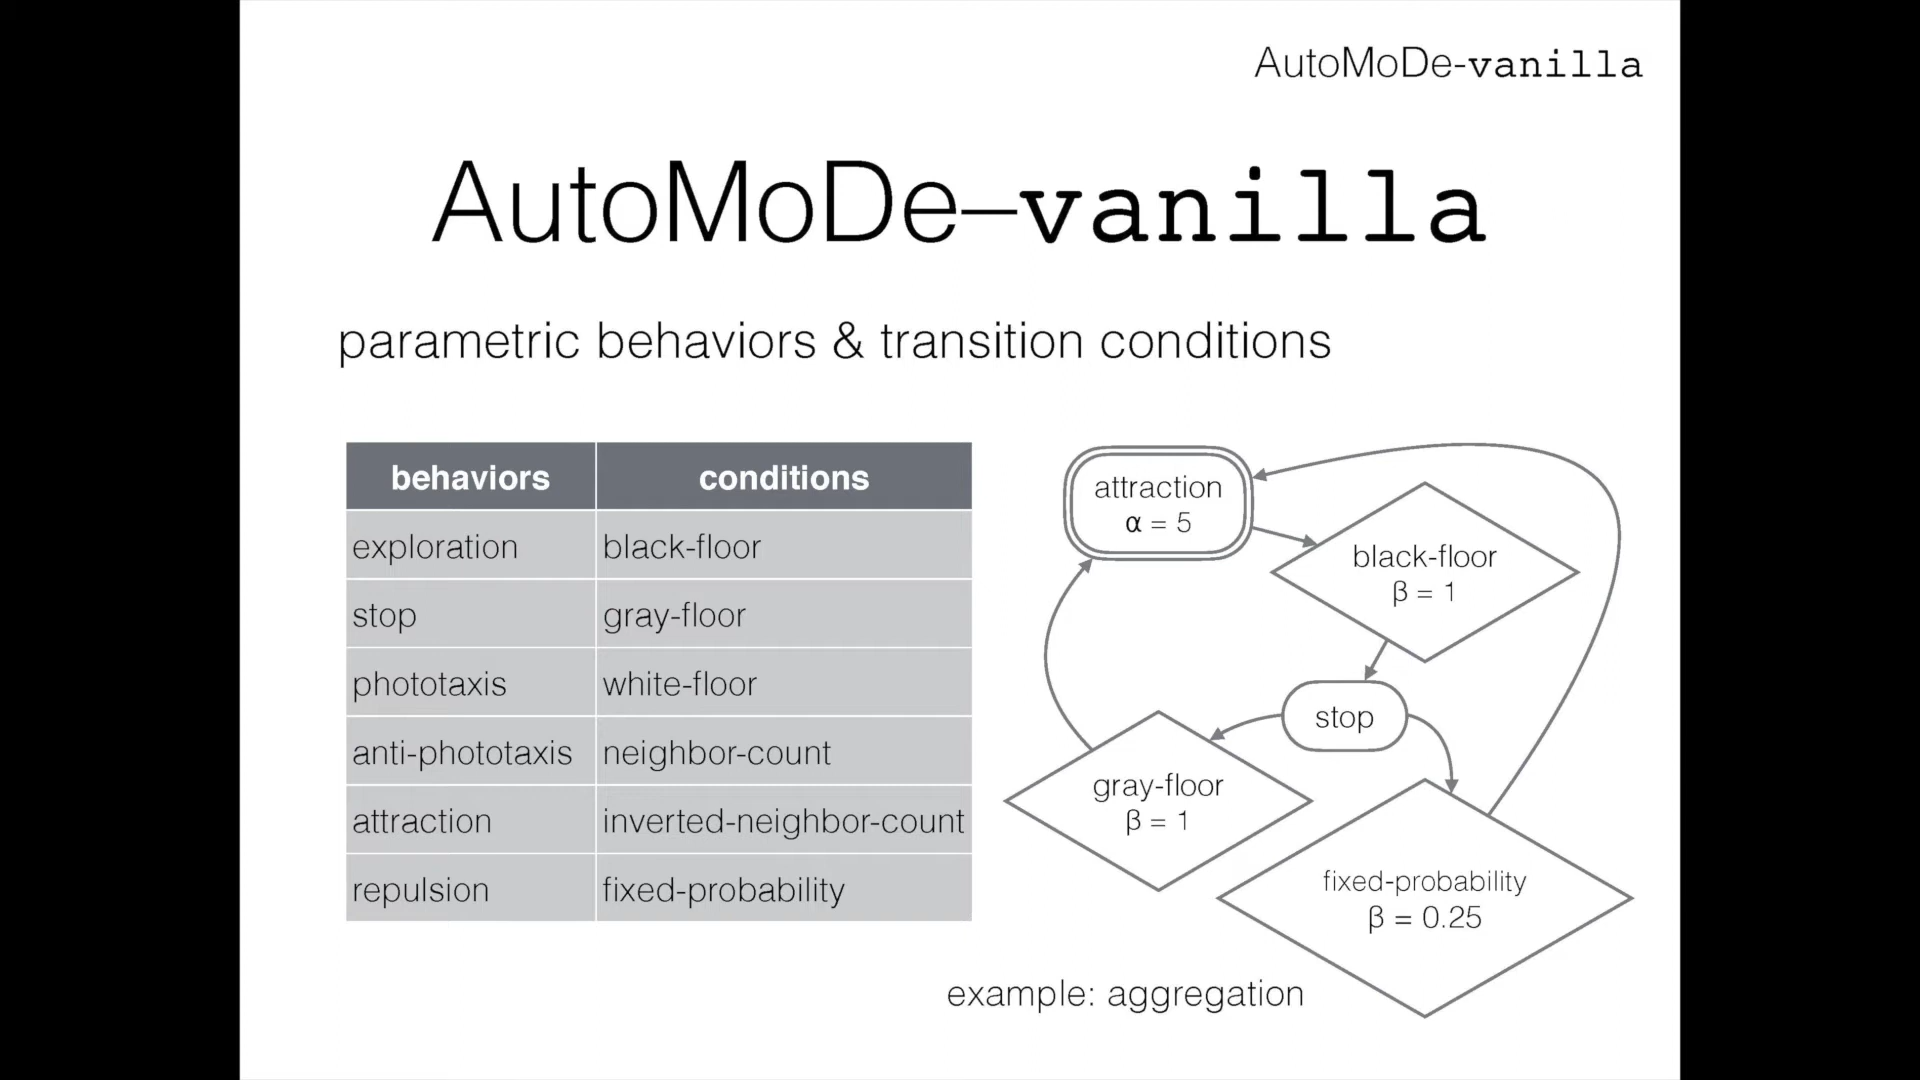 AutoMoDe-vanilla
AutoMoDe–vanilla
parametric behaviors & transition conditions
behaviors conditions
exploration black-floor
stop gray-floor
phototaxis white-floor
anti-phototaxis neighbor-count
attraction inverted-neighbor-count
repulsion fixed-probability
attraction
α = 5
black-floor
β = 1
stop
gray-floor
β = 1
fixed-probability
β = 0.25
example: aggregation